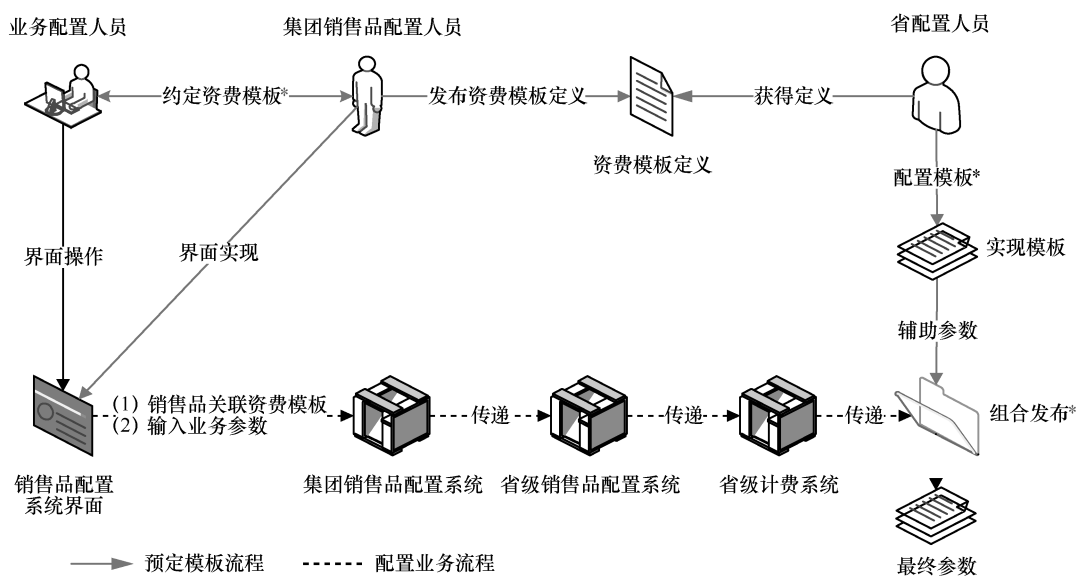 业务配置人员
集团销售品配置人员
省配置人员
约定资费模板*
发布资费模板定义
获得定义
资费模板定义
配置模板*
界面操作
界面实现
实现模板
辅助参数
(1) 销售品关联资费模板
(2) 输入业务参数
传递
传递
传递
组合发布*
销售品配置
系统界面
集团销售品配置系统
省级销售品配置系统
省级计费系统
最终参数
预定模板流程
配置业务流程